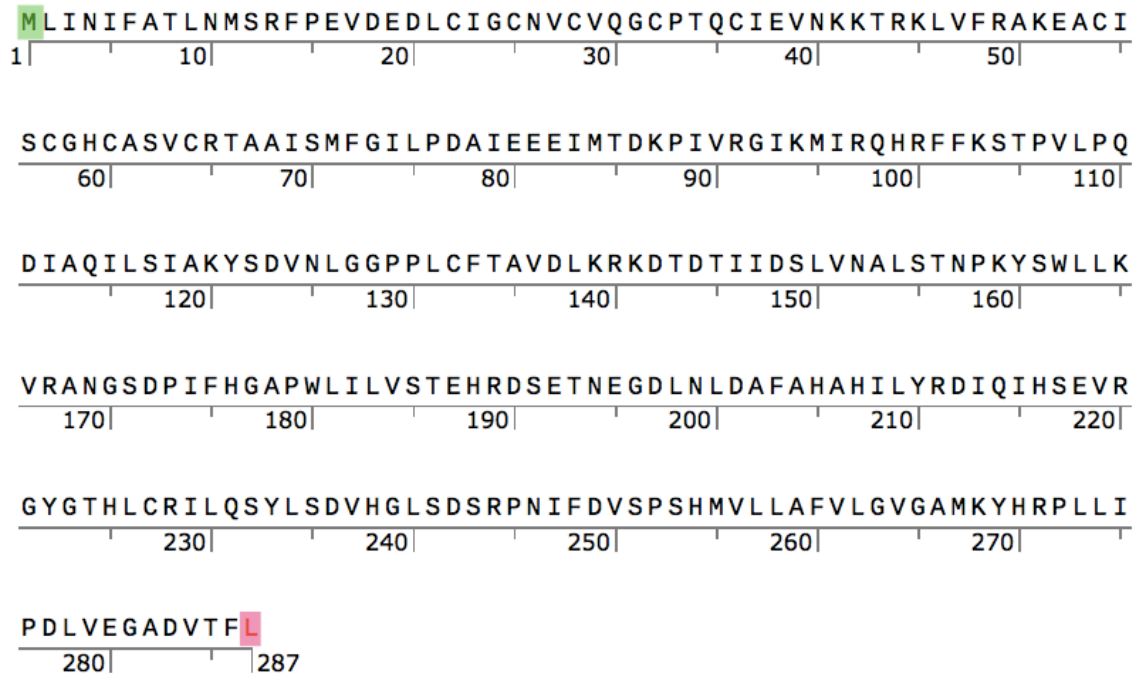 MLINIFATLNMSRFPEVDEDLCIGCNVCVQGCPTQCIEVNKKTRKLVFRAKEACI
1 10 20 30 40 50
SCGHCASVCRTAAISMFGILPDAIEEEIMTDKPIVRGIKMIRQHRFFKSTPVLPQ
60 70 80 90 100 110
DIAQILSIAKYSDVNLGGPPLCFTAVDLKRKDTDTIIDSLVNALSTNPKYSWLLK
120 130 140 150 160
VRANGSDPIFHGAPWLILVSTEHRDSETNEGDLNLDAFAHAHILYRDIQIHSEVR
170 180 190 200 210 220
GYGTHLCRILQSYLSDVHGLSDSRPNIFDVSPSHMVLLAFVLGVGAMKYHRPLLI
230 240 250 260 270
PDLVEGADVTFL
280 287